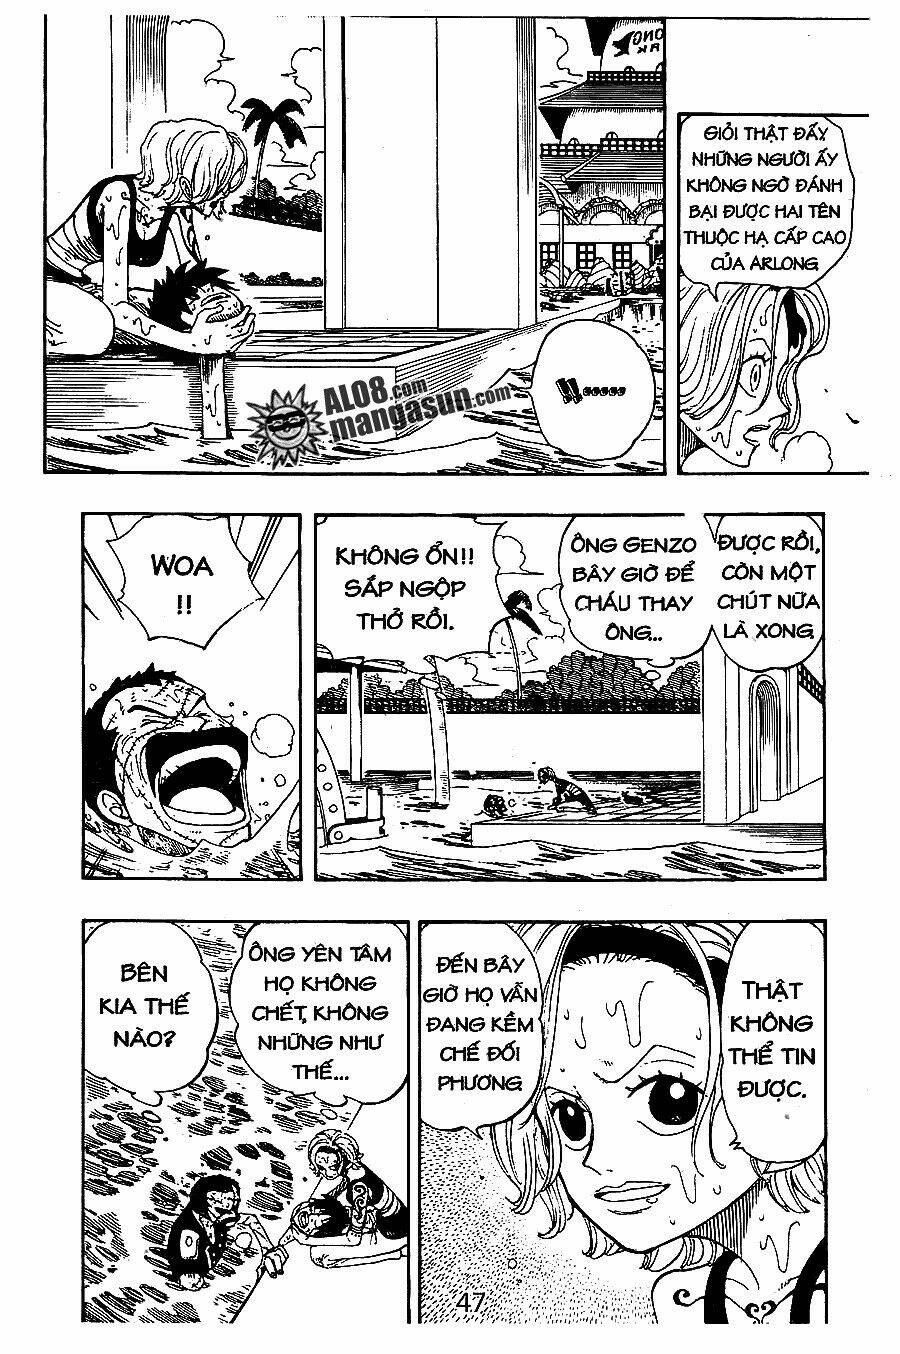 GIỎI THẬT ĐẤY
NHỮNG NGƯỜI ẤY
KHÔNG NGỜ ĐÁNH
BẠI ĐƯỢC HAI TÊN
THUỘC HẠ CẤP CAO
CỦA ARLONG
AL08.com
mangasun.com
ĐƯỢC RỒI,
CÒN MỘT
CHÚT NỮA
LÀ XONG
ÔNG GENZO
BÂY GIỜ ĐỂ
CHÁU THAY
ÔNG...
KHÔNG ỔN!!
SẮP NGỘP
THỞ RỒI.
WOA
!!
THẬT
KHÔNG
THỂ TIN
ĐƯỢC.
ĐẾN BÂY
GIỜ HỌ VẪN
ĐANG KỀM
CHẾ ĐỐI
PHƯƠNG
ÔNG YÊN TÂM
HỌ KHÔNG
CHẾT, KHÔNG
NHỮNG NHƯ
THẾ...
BÊN
KIA THẾ
NÀO?
47